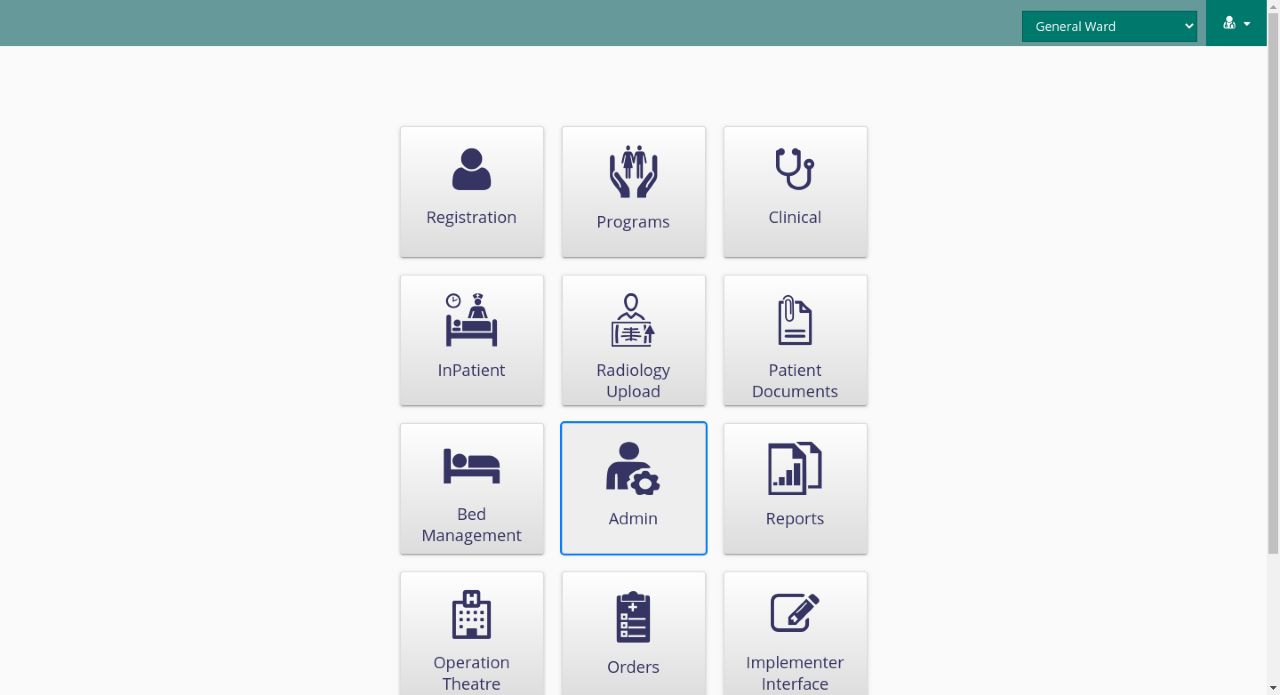 General Ward
Registration
Programs
Clinical
InPatient
Radiology
Upload
Patient
Documents
Bed
Management
Admin
Reports
Operation
Theatre
Orders
Implementer
Interface